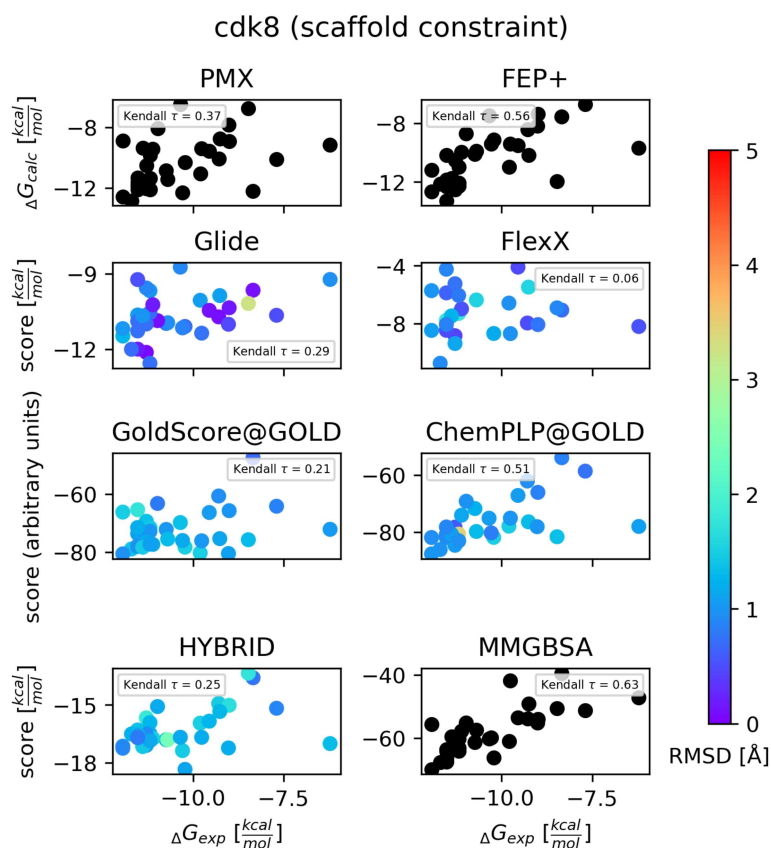 cdk8 (scaffold constraint)
PMX
FEP+
ΔG_calc [kcal/mol]
−8
−12
Kendall τ = 0.37
−8
−12
Kendall τ = 0.56
Glide
FlexX
score [kcal/mol]
−9
−12
Kendall τ = 0.29
−4
−8
Kendall τ = 0.06
GoldScore@GOLD
ChemPLP@GOLD
score (arbitrary units)
−60
−80
Kendall τ = 0.21
−60
−80
Kendall τ = 0.51
HYBRID
MMGBSA
score [kcal/mol]
−15
−18
Kendall τ = 0.25
−40
−60
Kendall τ = 0.63
−10.0
−7.5
−10.0
−7.5
ΔG_exp [kcal/mol]
ΔG_exp [kcal/mol]
5
4
3
2
1
0
RMSD [Å]